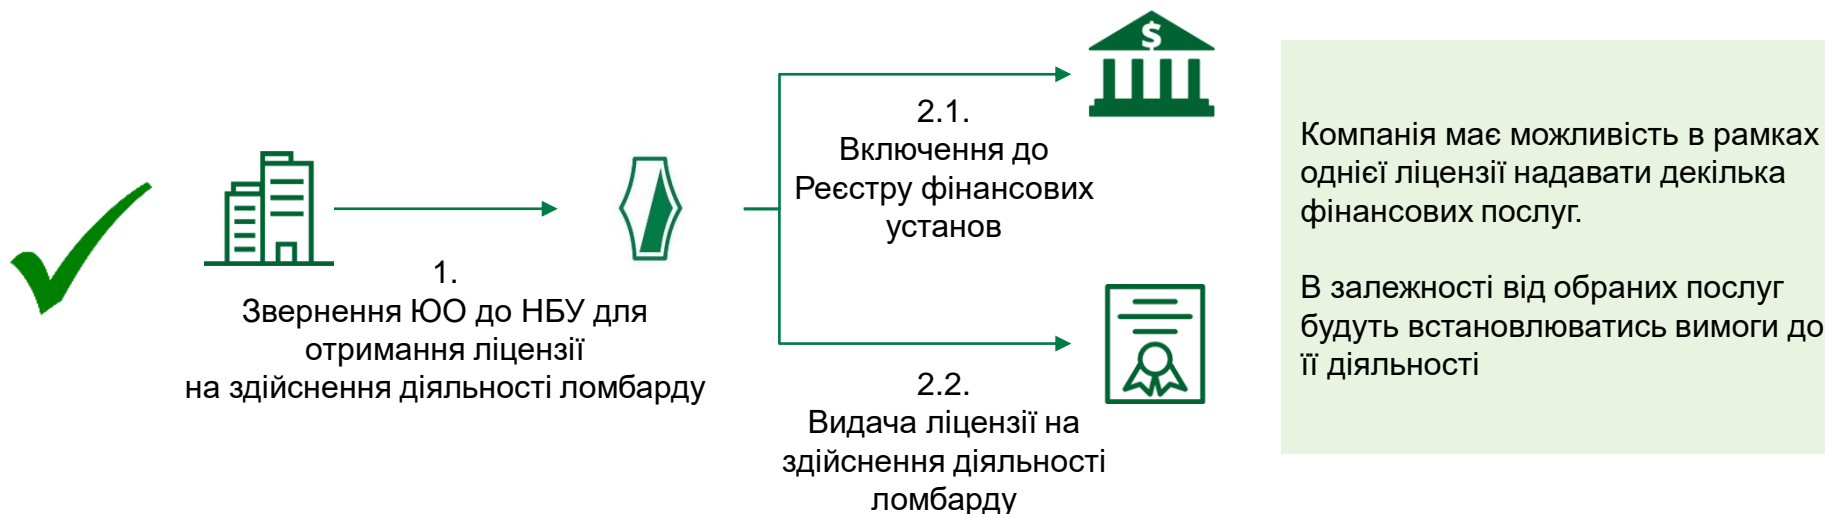 1.
Звернення ЮО до НБУ для
отримання ліцензії
на здійснення діяльності ломбарду
2.1.
Включення до
Реєстру фінансових
установ
2.2.
Видача ліцензії на
здійснення діяльності
ломбарду
$
Компанія має можливість в рамках
однієї ліцензії надавати декілька
фінансових послуг.
В залежності від обраних послуг
будуть встановлюватись вимоги до
її діяльності